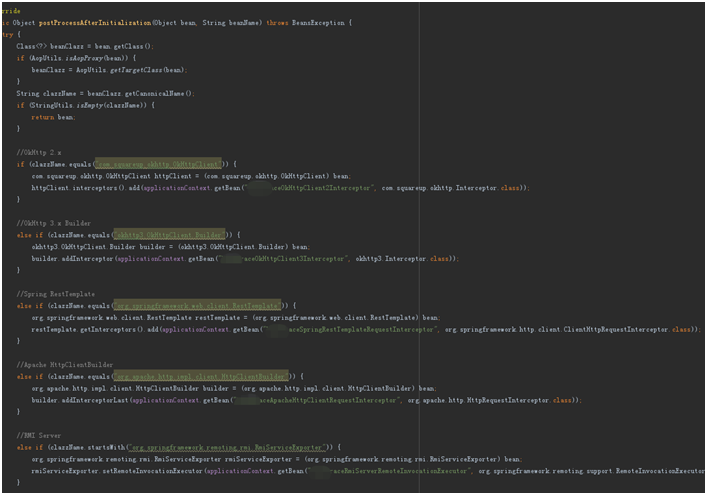 rride
ic Object postProcessAfterInitialization(Object bean, String beanName) throws BeansException {
try {
Class<?> beanClazz = bean.getClass();
if (AopUtils.isAopProxy(bean)) {
beanClazz = AopUtils.getTargetClass(bean);
}
String clazzName = beanClazz.getCanonicalName();
if (StringUtils.isEmpty(clazzName)) {
return bean;
}
//OkHttp 2.x
if (clazzName.equals("com.squareup.okhttp.OkHttpClient")) {
com.squareup.okhttp.OkHttpClient httpClient = (com.squareup.okhttp.OkHttpClient) bean;
httpClient.interceptors().add(applicationContext.getBean("aceOkHttpClient2Interceptor", com.squareup.okhttp.Interceptor.class));
}
//OkHttp 3.x Builder
else if (clazzName.equals("okhttp3.OkHttpClient.Builder")) {
okhttp3.OkHttpClient.Builder builder = (okhttp3.OkHttpClient.Builder) bean;
builder.addInterceptor(applicationContext.getBean("aceOkHttpClient3Interceptor", okhttp3.Interceptor.class));
}
//Spring RestTemplate
else if (clazzName.equals("org.springframework.web.client.RestTemplate")) {
org.springframework.web.client.RestTemplate restTemplate = (org.springframework.web.client.RestTemplate) bean;
restTemplate.getInterceptors().add(applicationContext.getBean("aceSpringRestTemplateRequestInterceptor", org.springframework.http.client.ClientHttpRequestInterceptor.class));
}
//Apache HttpClientBuilder
else if (clazzName.equals("org.apache.http.impl.client.HttpClientBuilder")) {
org.apache.http.impl.client.HttpClientBuilder builder = (org.apache.http.impl.client.HttpClientBuilder) bean;
builder.addInterceptorLast(applicationContext.getBean("aceApacheHttpClientRequestInterceptor", org.apache.http.HttpRequestInterceptor.class));
}
//RMI Server
else if (clazzName.startsWith("org.springframework.remoting.rmi.RmiServiceExporter")) {
org.springframework.remoting.rmi.RmiServiceExporter rmiServiceExporter = (org.springframework.remoting.rmi.RmiServiceExporter) bean;
rmiServiceExporter.setRemoteInvocationExecutor(applicationContext.getBean("aceRmiServerRemoteInvocationExecutor", org.springframework.remoting.support.RemoteInvocationExecutor
}